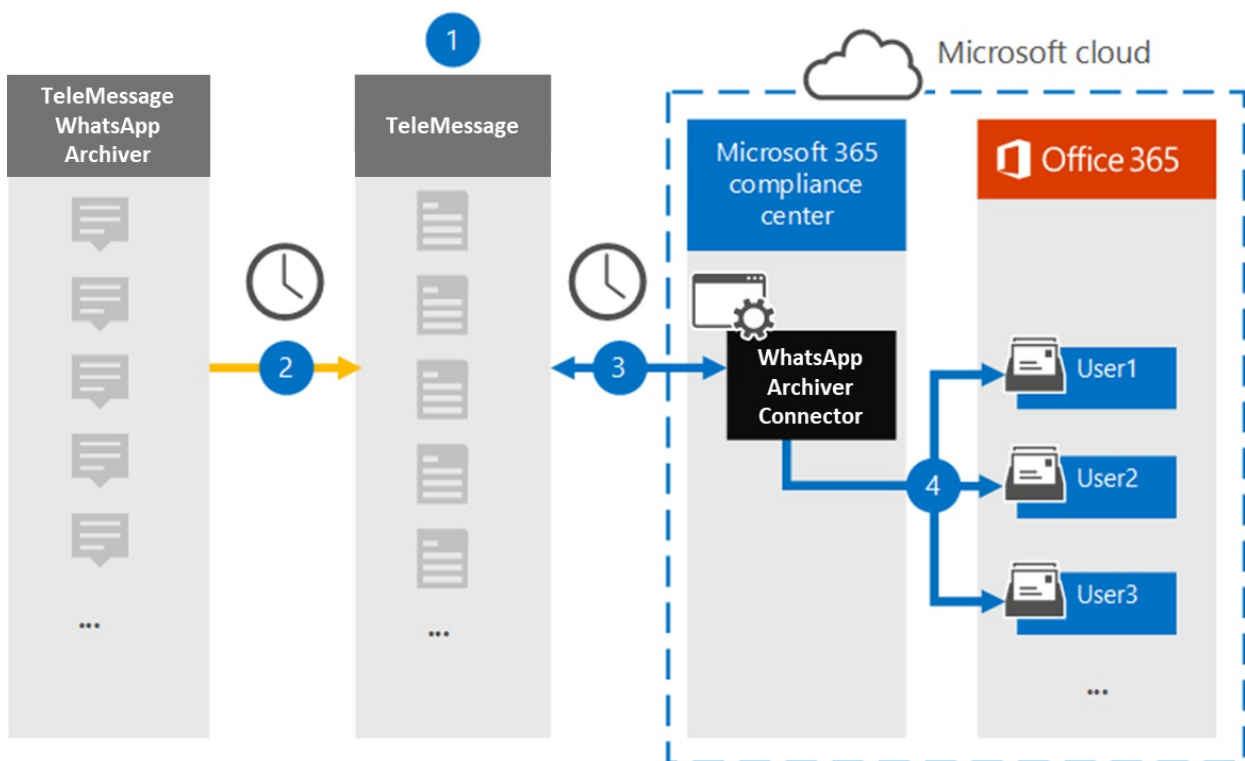 1
Microsoft cloud
TeleMessage
WhatsApp
Archiver
TeleMessage
Microsoft 365
compliance
center
Office 365
2
3
WhatsApp
Archiver
Connector
4
User1
User2
User3
...
...
...